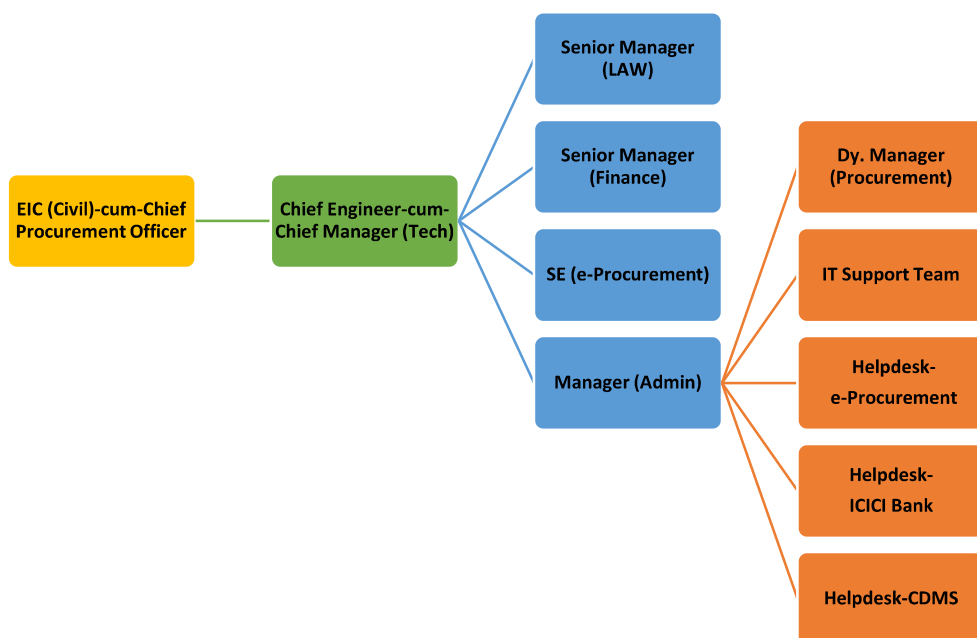 EIC (Civil)-cum-Chief
Procurement Officer
Chief Engineer-cum-
Chief Manager (Tech)
Senior Manager
(LAW)
Senior Manager
(Finance)
SE (e-Procurement)
Manager (Admin)
Dy. Manager
(Procurement)
IT Support Team
Helpdesk-
e-Procurement
Helpdesk-
ICICI Bank
Helpdesk-CDMS